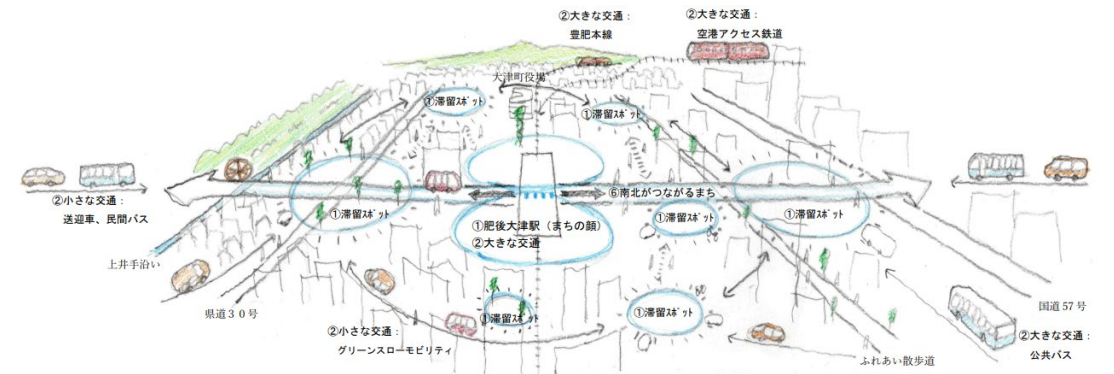 ②大きな交通：
豊肥本線
②大きな交通：
空港アクセス鉄道
大津町役場
①滞留ｽﾎﾟｯﾄ
①滞留ｽﾎﾟｯﾄ
②小さな交通：
送迎車、民間バス
⑥南北がつながるまち
①滞留ｽﾎﾟｯﾄ
①滞留ｽﾎﾟｯﾄ
①滞留ｽﾎﾟｯﾄ
①肥後大津駅（まちの顔）
②大きな交通
上井手沿い
県道３０号
国道５７号
①滞留ｽﾎﾟｯﾄ
①滞留ｽﾎﾟｯﾄ
②小さな交通：
グリーンスローモビリティ
ふれあい散歩道
②大きな交通：
公共バス